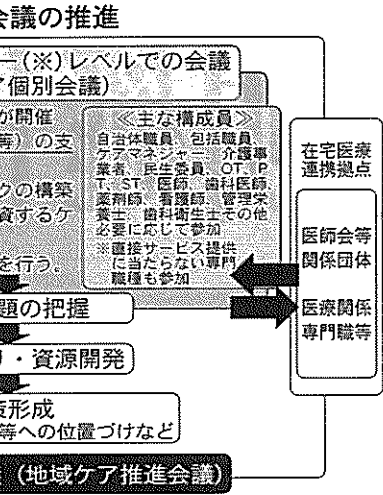 会議の推進
ー(※)レベルでの会議
ア個別会議)
が開催
等)の支
クの構築
資するケ
を行う。
≪主な構成員≫
自治体職員、包括職員、
ケアマネジャー、介護事
業者、民生委員、OT、P
T、ST、医師、歯科医師、
薬剤師、看護師、管理栄
養士、歯科衛生士その他
必要に応じて参加
※直接サービス提供
に当たらない専門
職種も参加
在宅医療
連携拠点
医師会等
関係団体
医療関係
専門職等
題の把握
リ・資源開発
策形成
等への位置づけなど
(地域ケア推進会議)